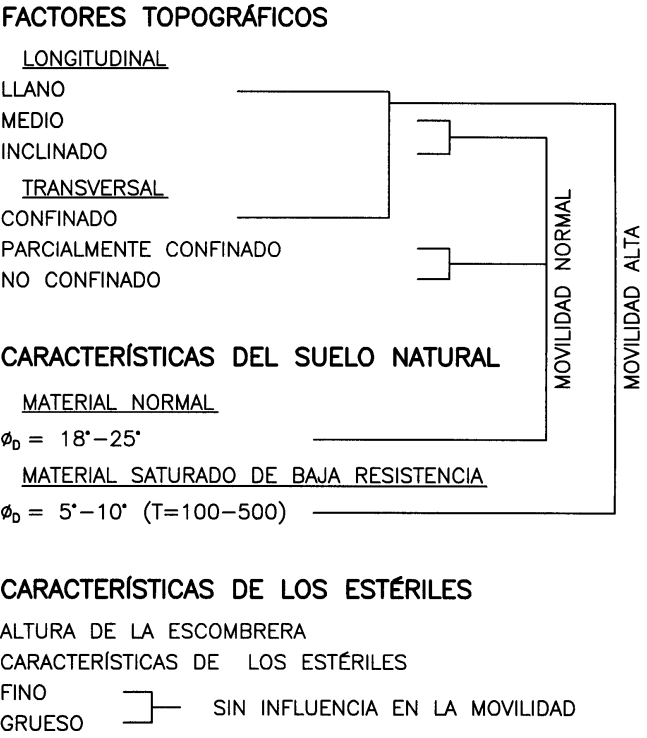 FACTORES TOPOGRÁFICOS
LONGITUDINAL
LLANO
MEDIO
INCLINADO
TRANSVERSAL
CONFINADO
PARCIALMENTE CONFINADO
NO CONFINADO
MOVILIDAD NORMAL
MOVILIDAD ALTA
CARACTERÍSTICAS DEL SUELO NATURAL
MATERIAL NORMAL
ø_D = 18°-25°
MATERIAL SATURADO DE BAJA RESISTENCIA
ø_D = 5°-10° (T=100-500)
CARACTERÍSTICAS DE LOS ESTÉRILES
ALTURA DE LA ESCOMBRERA
CARACTERÍSTICAS DE LOS ESTÉRILES
FINO
GRUESO
SIN INFLUENCIA EN LA MOVILIDAD